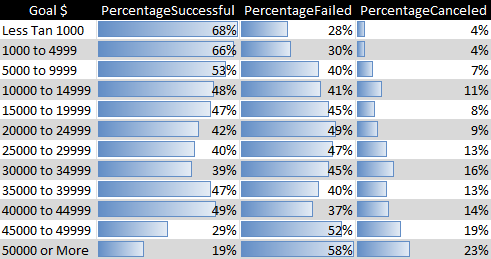 Goal $ PercentageSuccessful PercentageFailed PercentageCanceled
Less Tan 1000 68% 28% 4%
1000 to 4999 66% 30% 4%
5000 to 9999 53% 40% 7%
10000 to 14999 48% 41% 11%
15000 to 19999 47% 45% 8%
20000 to 24999 42% 49% 9%
25000 to 29999 40% 47% 13%
30000 to 34999 39% 45% 16%
35000 to 39999 47% 40% 13%
40000 to 44999 49% 37% 14%
45000 to 49999 29% 52% 19%
50000 or More 19% 58% 23%